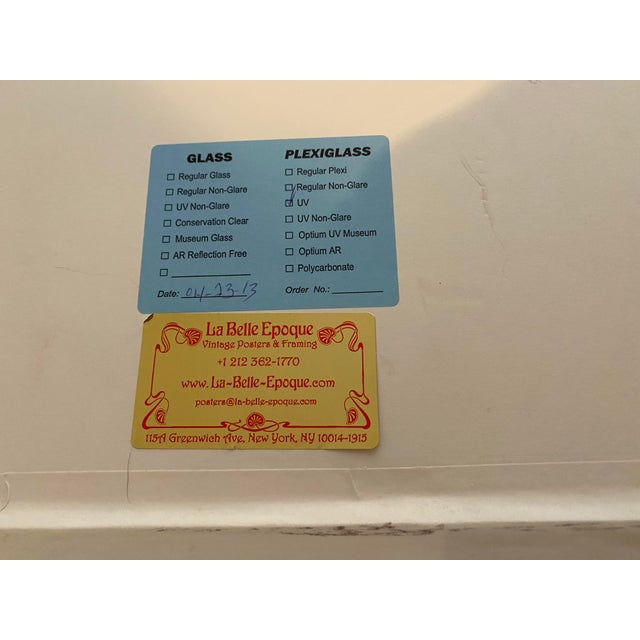 GLASS
Regular Glass
Regular Non-Glare
UV Non-Glare
Conservation Clear
Museum Glass
AR Reflection Free
Date: 04-23-13
PLEXIGLASS
Regular Plexi
Regular Non-Glare
UV
UV Non-Glare
Optium UV Museum
Optium AR
Polycarbonate
Order No.:
La Belle Epoque
Vintage Posters & Framing
+1 212 362-1770
www.La-Belle-Epoque.com
posters@la-belle-epoque.com
115A Greenwich Ave, New York, NY 10014-1915